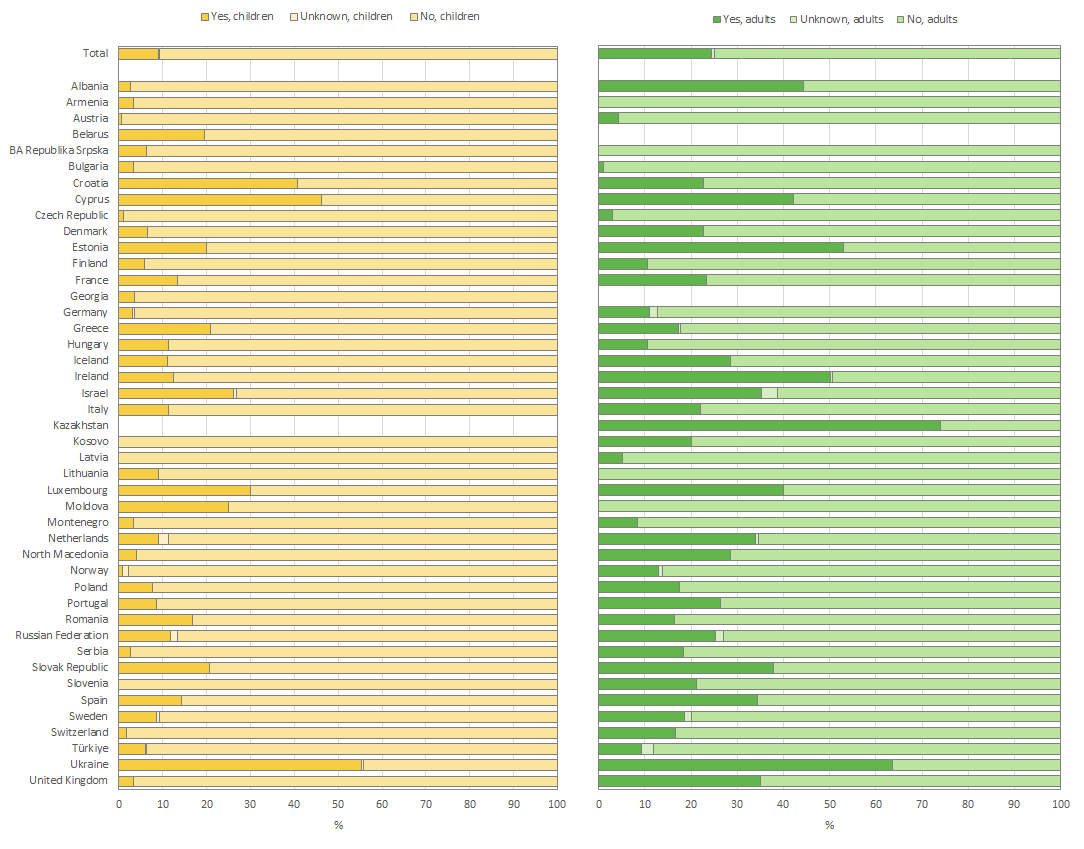 Yes, children Unknown, children No, children
Yes, adults Unknown, adults No, adults
Total
Albania
Armenia
Austria
Belarus
BA Republika Srpska
Bulgaria
Croatia
Cyprus
Czech Republic
Denmark
Estonia
Finland
France
Georgia
Germany
Greece
Hungary
Iceland
Ireland
Israel
Italy
Kazakhstan
Kosovo
Latvia
Lithuania
Luxembourg
Moldova
Montenegro
Netherlands
North Macedonia
Norway
Poland
Portugal
Romania
Russian Federation
Serbia
Slovak Republic
Slovenia
Spain
Sweden
Switzerland
Türkiye
Ukraine
United Kingdom
0 10 20 30 40 50 60 70 80 90 100
%
0 10 20 30 40 50 60 70 80 90 100
%